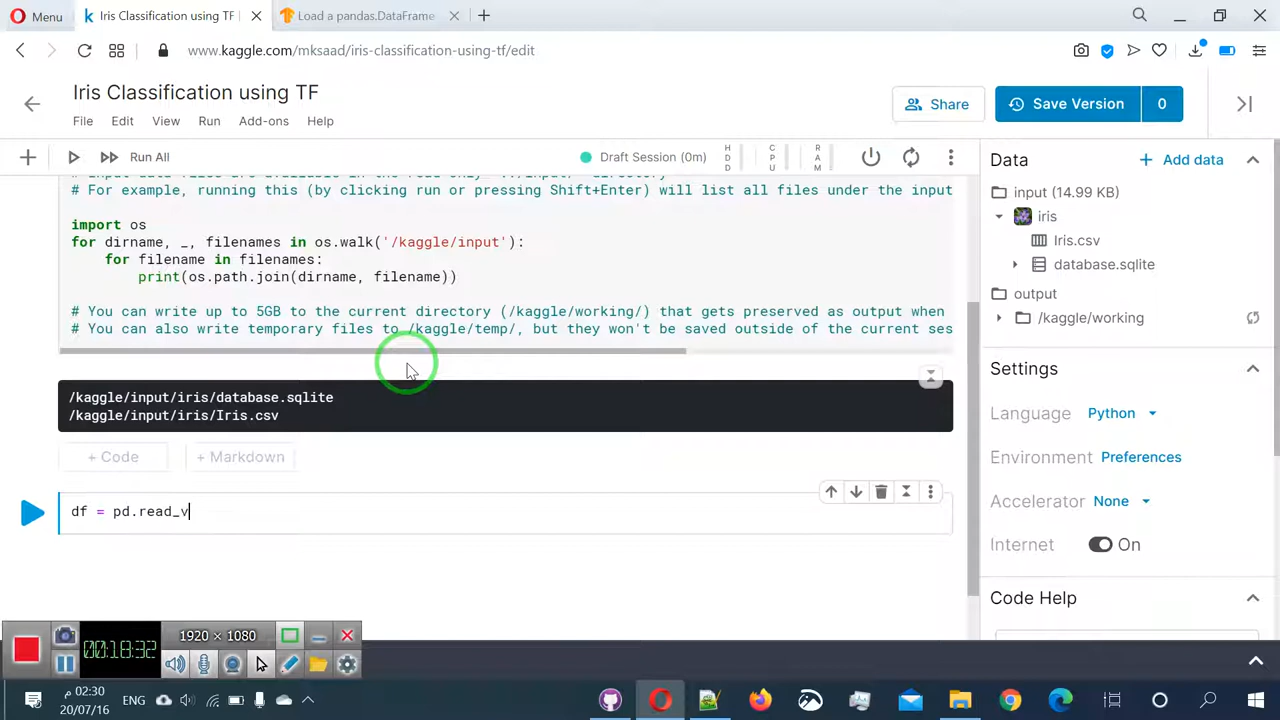 Menu
Iris Classification using TF
Load a pandas.DataFrame
www.kaggle.com/mksaad/iris-classification-using-tf/edit
Iris Classification using TF
File Edit View Run Add-ons Help
Share
Save Version 0
Run All
Draft Session (0m)
HDD
CPU
RAM
# For example, running this (by clicking run or pressing Shift+Enter) will list all files under the input
import os
for dirname, _, filenames in os.walk('/kaggle/input'):
for filename in filenames:
print(os.path.join(dirname, filename))
# You can write up to 5GB to the current directory (/kaggle/working/) that gets preserved as output when
# You can also write temporary files to /kaggle/temp/, but they won't be saved outside of the current ses
/kaggle/input/iris/database.sqlite
/kaggle/input/iris/Iris.csv
+ Code + Markdown
df = pd.read_v
Data
+ Add data
input (14.99 KB)
iris
Iris.csv
database.sqlite
output
/kaggle/working
Settings
Language Python
Environment Preferences
Accelerator None
Internet On
Code Help
1920 × 1080
00:18:32
ENG
02:30 م
20/07/16